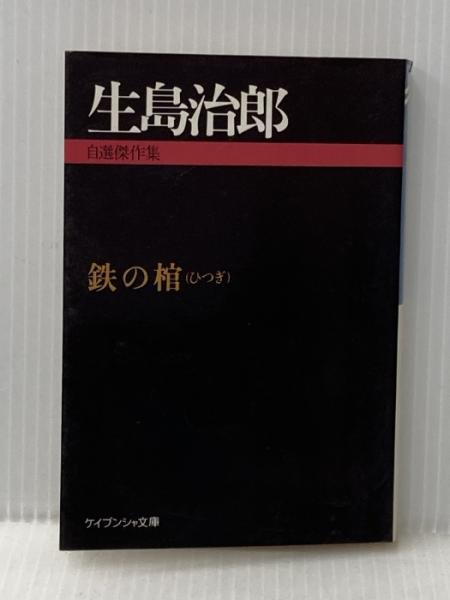 生島治郎
自選傑作集
鉄の棺(ひつぎ)
ケイブンシャ文庫